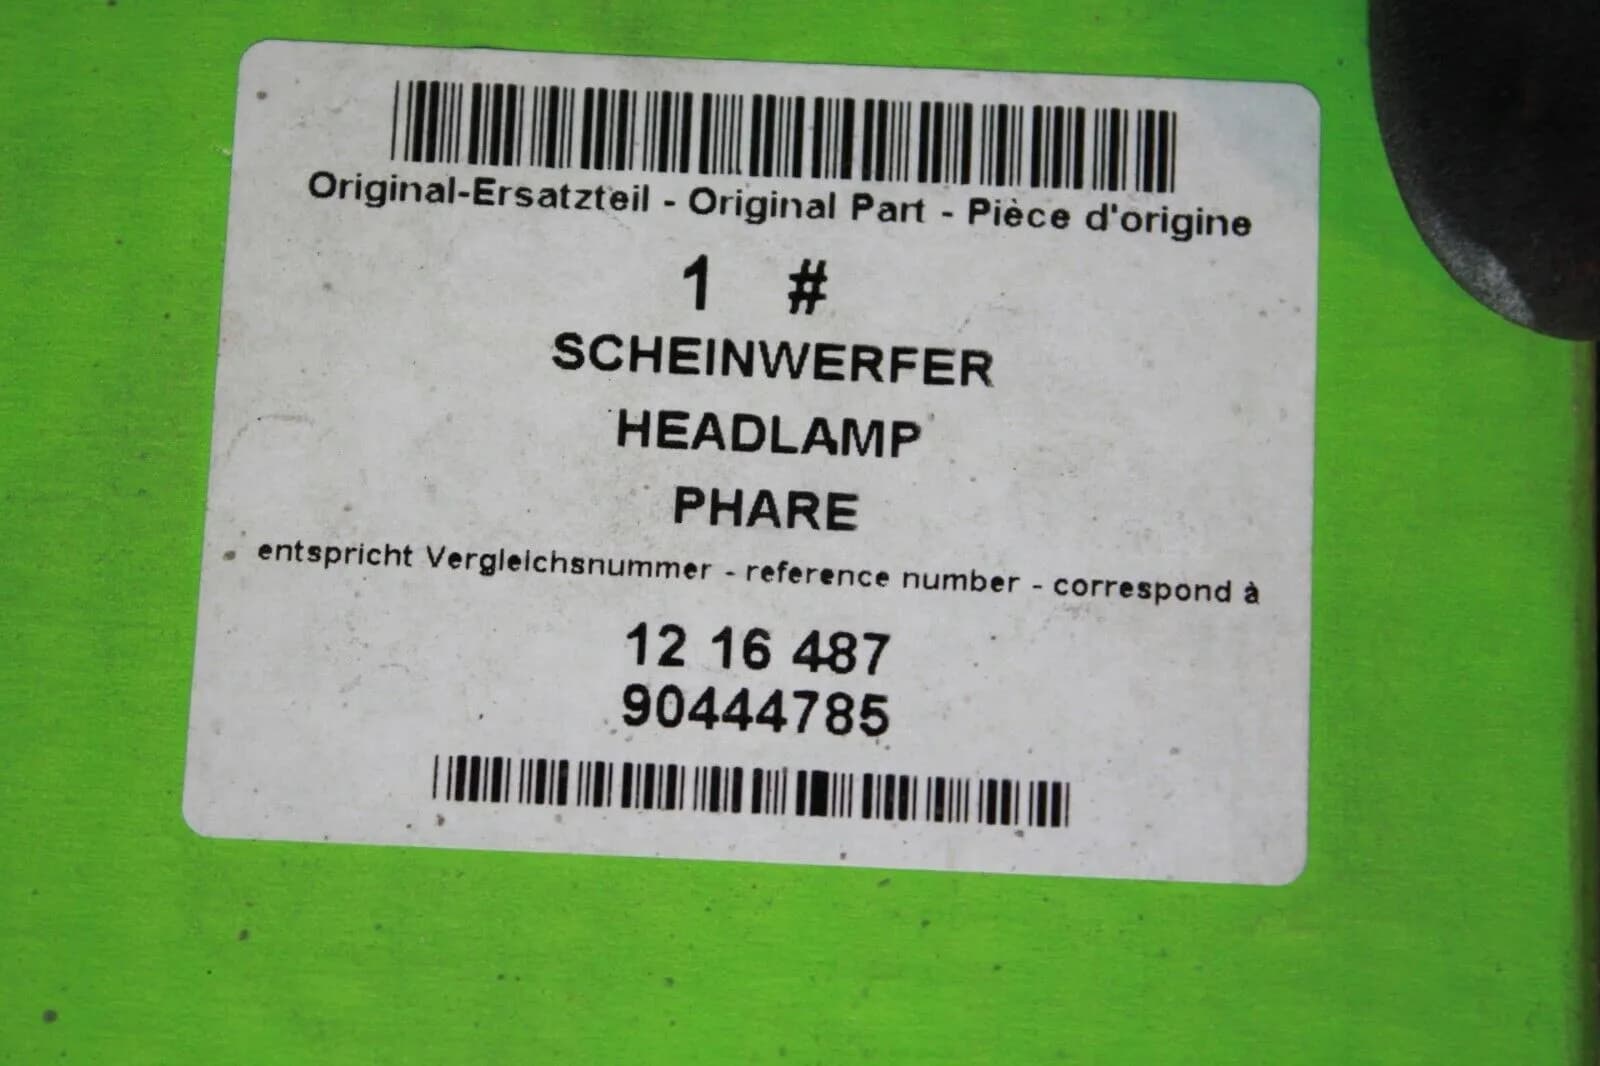 Original-Ersatzteil - Original Part - Pièce d'origine
1 #
SCHEINWERFER
HEADLAMP
PHARE
entspricht Vergleichsnummer - reference number - correspond à
12 16 487
90444785